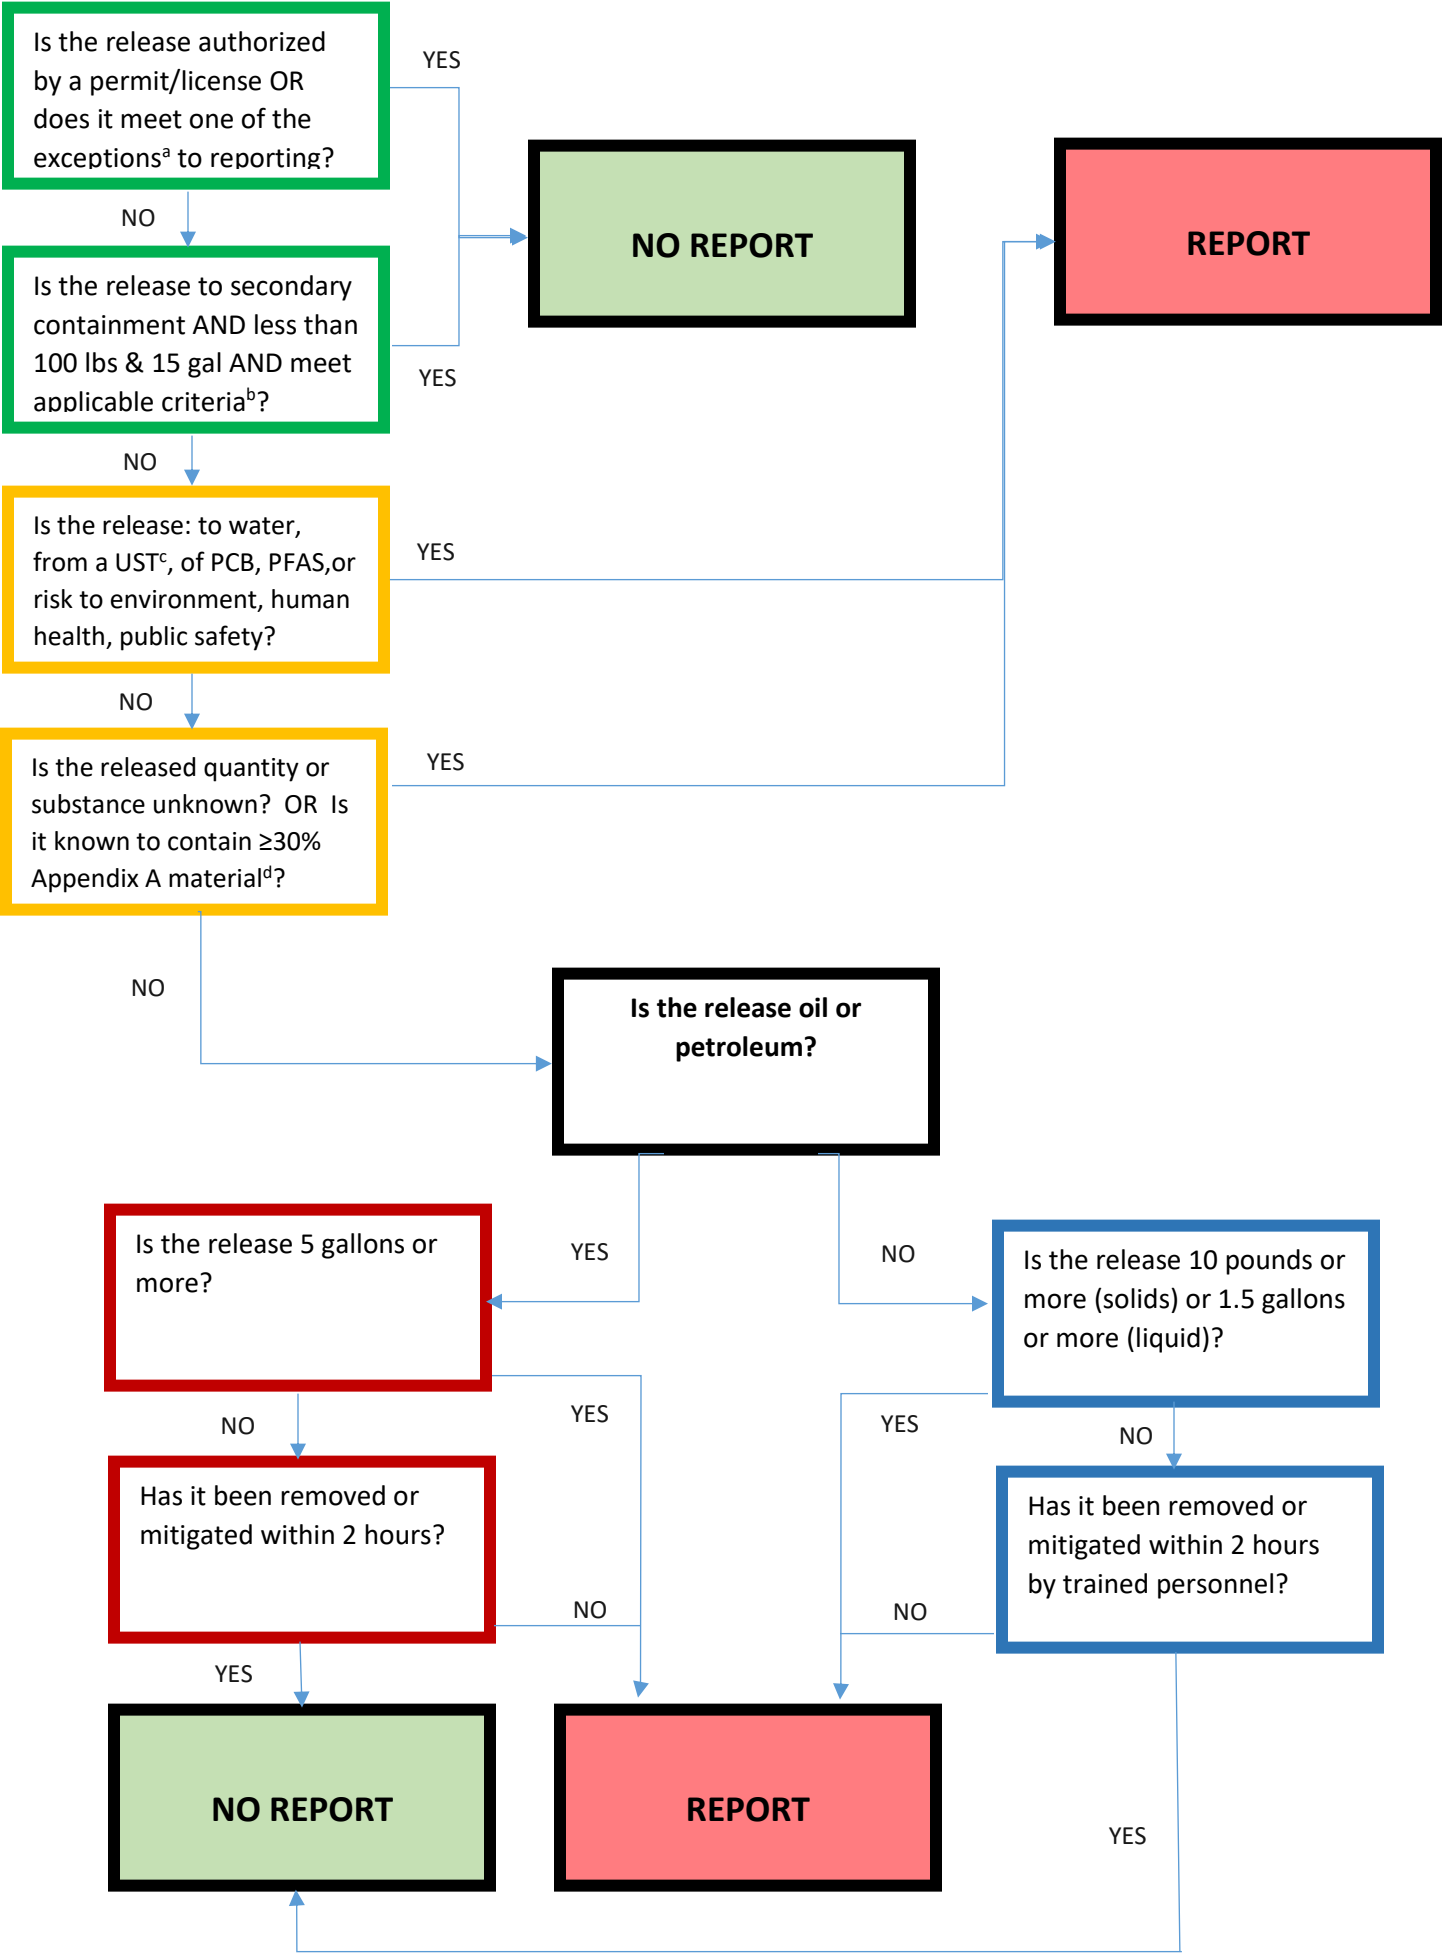 Is the release authorized
by a permit/license OR
does it meet one of the
exceptionsᵃ to reporting?
YES
NO
NO REPORT
REPORT
Is the release to secondary
containment AND less than
100 lbs & 15 gal AND meet
applicable criteriaᵇ?
YES
NO
Is the release: to water,
from a USTᶜ, of PCB, PFAS,or
risk to environment, human
health, public safety?
YES
NO
Is the released quantity or
substance unknown? OR Is
it known to contain ≥30%
Appendix A materialᵈ?
YES
NO
Is the release oil or
petroleum?
YES
NO
Is the release 5 gallons or
more?
YES
NO
Is the release 10 pounds or
more (solids) or 1.5 gallons
or more (liquid)?
YES
NO
Has it been removed or
mitigated within 2 hours?
NO
YES
Has it been removed or
mitigated within 2 hours
by trained personnel?
NO
YES
NO REPORT
REPORT